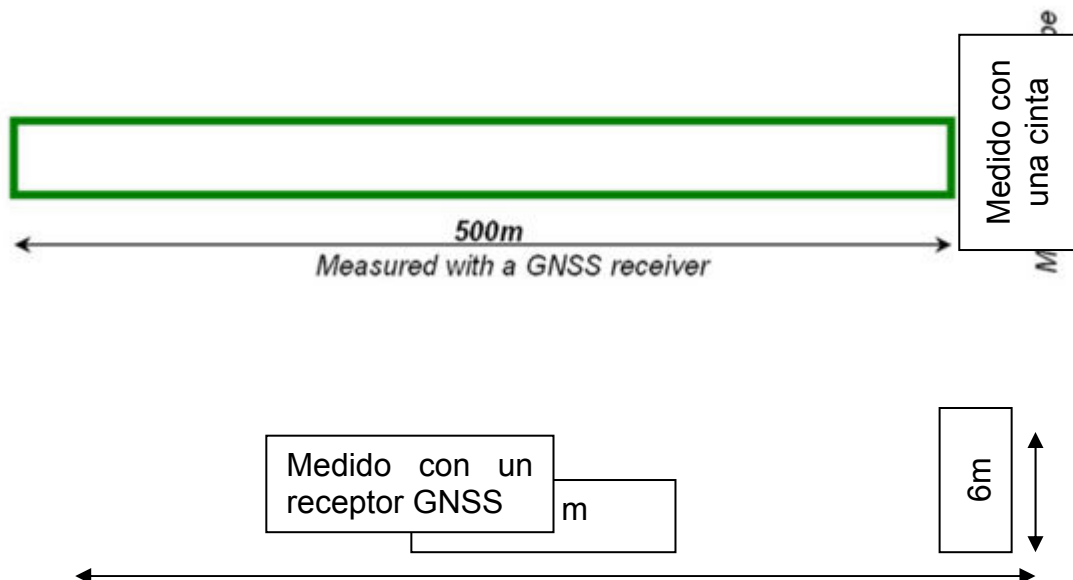 Medido con
una cinta
500m
Measured with a GNSS receiver
Medido con un
receptor GNSS
m
6m